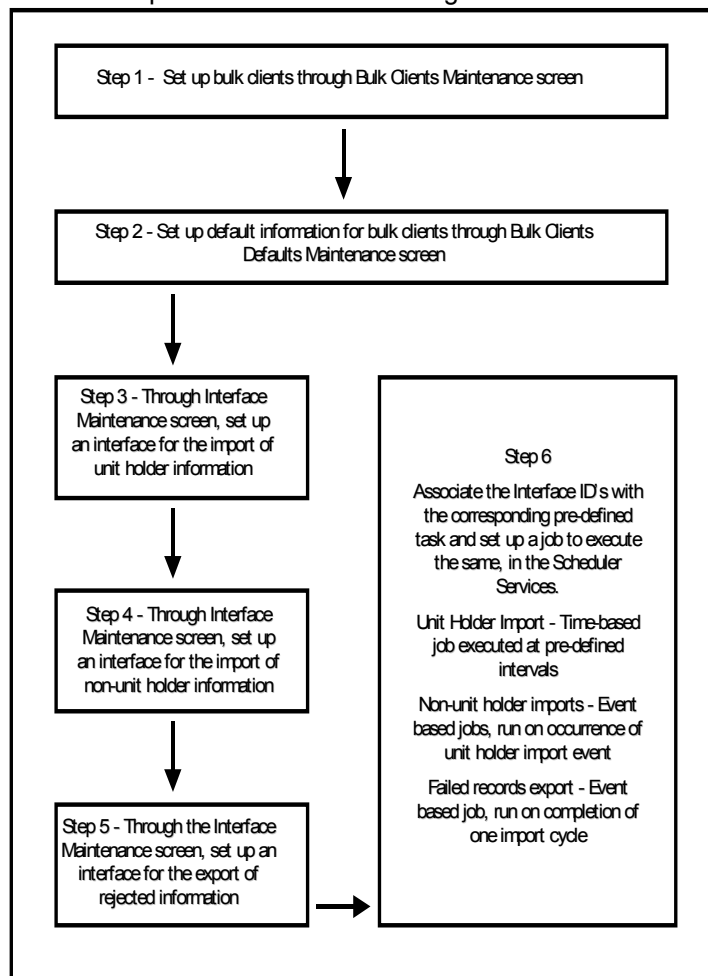 Step 1 - Set up bulk clients through Bulk Clients Maintenance screen
Step 2 - Set up default information for bulk clients through Bulk Clients
Defaults Maintenance screen
Step 3 - Through Interface
Maintenance screen, set up
an interface for the import of
unit holder information
Step 4 - Through Interface
Maintenance screen, set up
an interface for the import of
non-unit holder information
Step 5 - Through the Interface
Maintenance screen, set up an
interface for the export of
rejected information
Step 6
Associate the Interface ID's with
the corresponding pre-defined
task and set up a job to execute
the same, in the Scheduler
Services.
Unit Holder Import - Time-based
job executed at pre-defined
intervals
Non-unit holder imports - Event
based jobs, run on occurrence of
unit holder import event
Failed records export - Event
based job, run on completion of
one import cycle